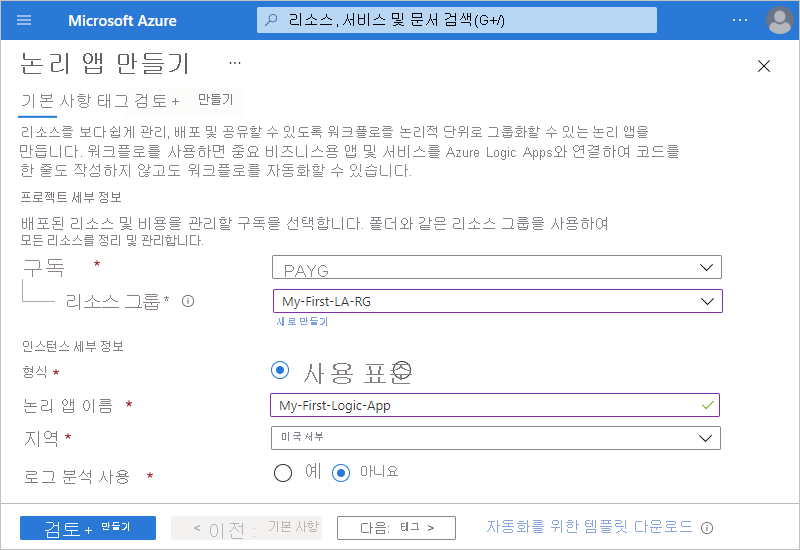 Microsoft Azure
리소스, 서비스 및 문서 검색(G+/)
논리 앱 만들기
기본 사항 태그 검토 + 만들기
리소스를 보다 쉽게 관리, 배포 및 공유할 수 있도록 워크플로를 논리적 단위로 그룹화할 수 있는 논리 앱을
만듭니다. 워크플로를 사용하면 중요 비즈니스용 앱 및 서비스를 Azure Logic Apps와 연결하여 코드를
한 줄도 작성하지 않고도 워크플로를 자동화할 수 있습니다.
프로젝트 세부 정보
배포된 리소스 및 비용을 관리할 구독을 선택합니다. 폴더와 같은 리소스 그룹을 사용하여
모든 리소스를 정리 및 관리합니다.
구독 * PAYG
리소스 그룹 * My-First-LA-RG
새로 만들기
인스턴스 세부 정보
형식 * 사용 표준
논리 앱 이름 * My-First-Logic-App
지역 * 미국 서부
로그 분석 사용 * 예 아니요
검토 + 만들기 < 이전 : 기본 사항 다음: 태그 > 자동화를 위한 템플릿 다운로드